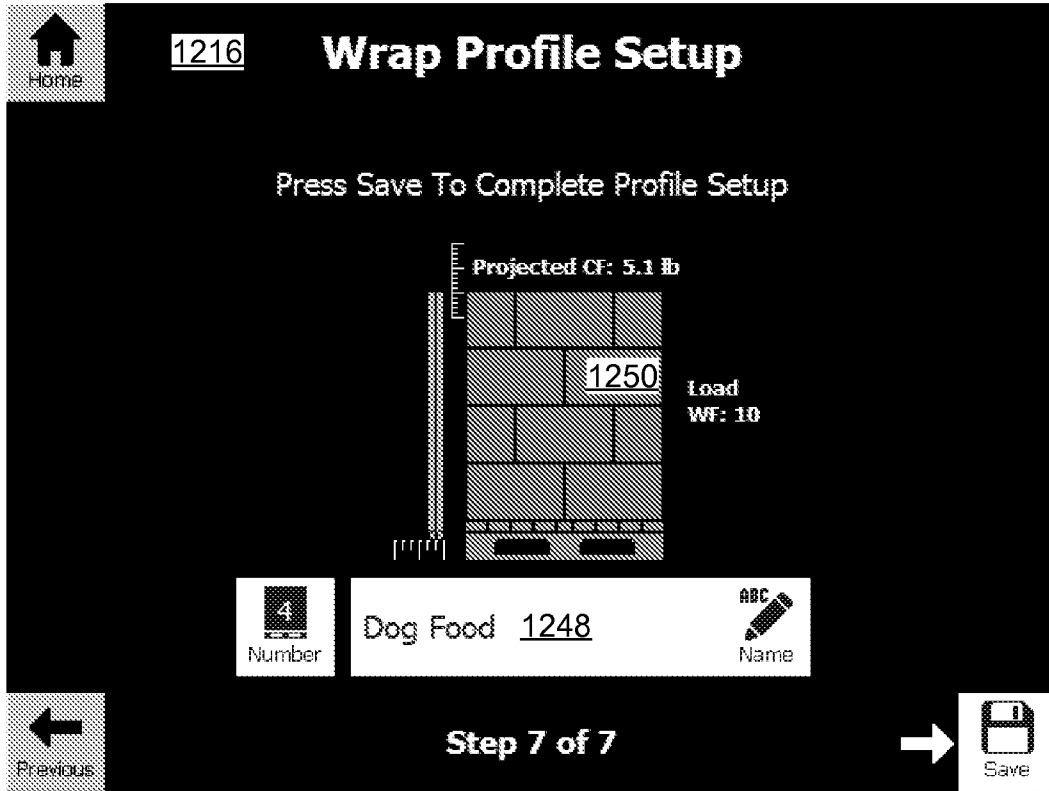 Home
1216
Wrap Profile Setup
Press Save To Complete Profile Setup
Projected CF: 5.1 lb
1250
Load
WF: 10
4
Number
Dog Food
1248
ABC
Name
Previous
Step 7 of 7
Save